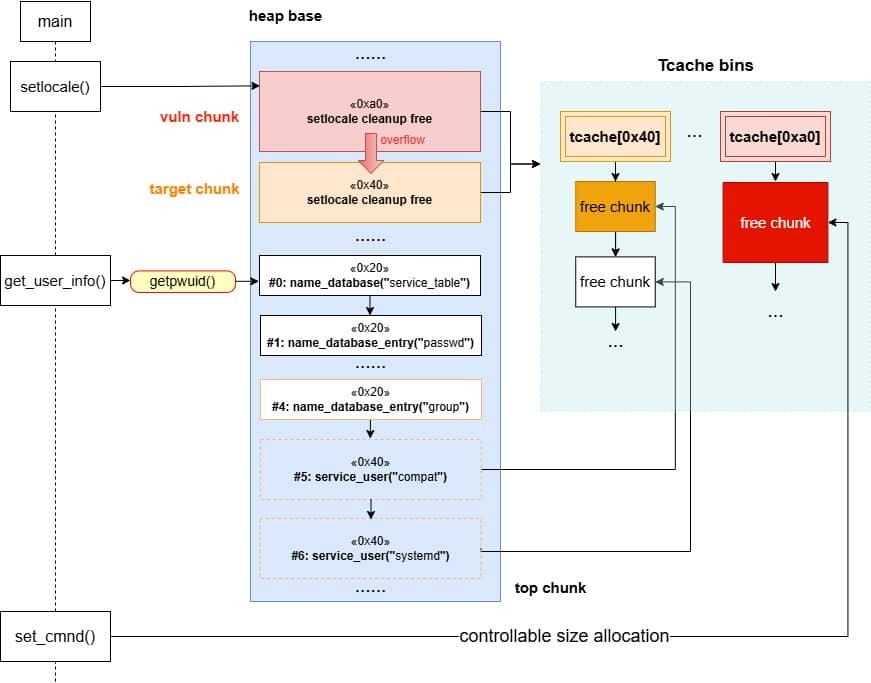 heap base
main
......
Tcache bins
setlocale()
«0xa0»
setlocale cleanup free
vuln chunk
overflow
tcache[0x40]
...
tcache[0xa0]
target chunk
«0x40»
setlocale cleanup free
free chunk
free chunk
......
get_user_info()
getpwuid()
«0x20»
#0: name_database("service_table")
free chunk
«0x20»
#1: name_database_entry("passwd")
...
...
......
«0x20»
#4: name_database_entry("group")
«0x40»
#5: service_user("compat")
«0x40»
#6: service_user("systemd")
......
top chunk
set_cmnd()
controllable size allocation